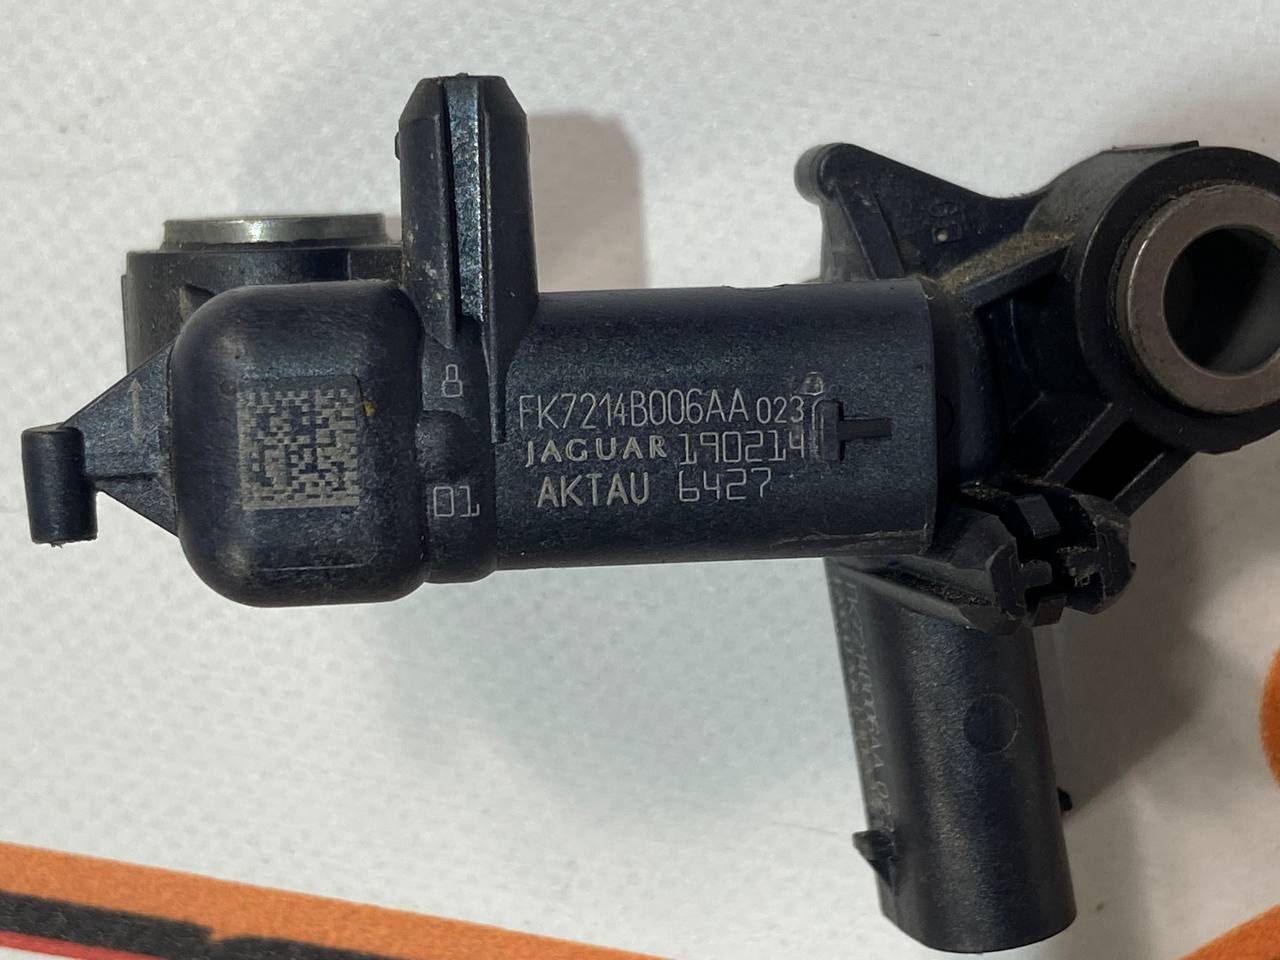 8
FK7214B006AA 023
JAGUAR 190214
AKTAU 6427
01